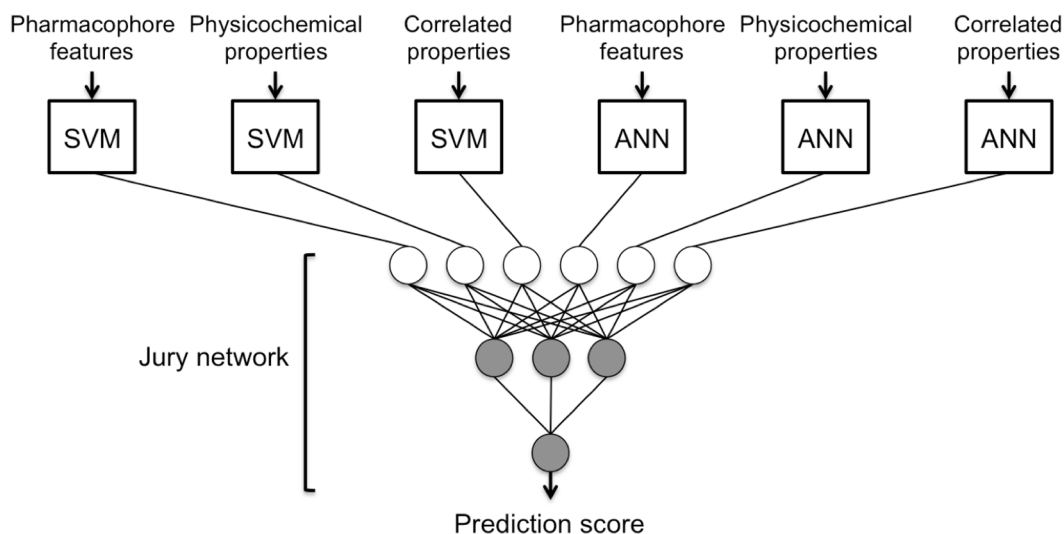 Pharmacophore
features
Physicochemical
properties
Correlated
properties
Pharmacophore
features
Physicochemical
properties
Correlated
properties
SVM
SVM
SVM
ANN
ANN
ANN
Jury network
Prediction score